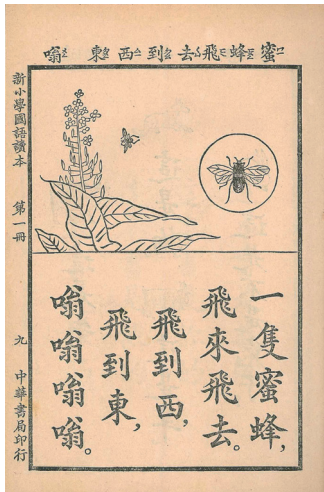 蜜 蜂 飛 去 到 西 東 嗡
一隻蜜蜂，
飛來飛去。
飛到西，
飛到東，
嗡嗡嗡嗡。
新小學國語讀本 第一冊 九 中華書局印行